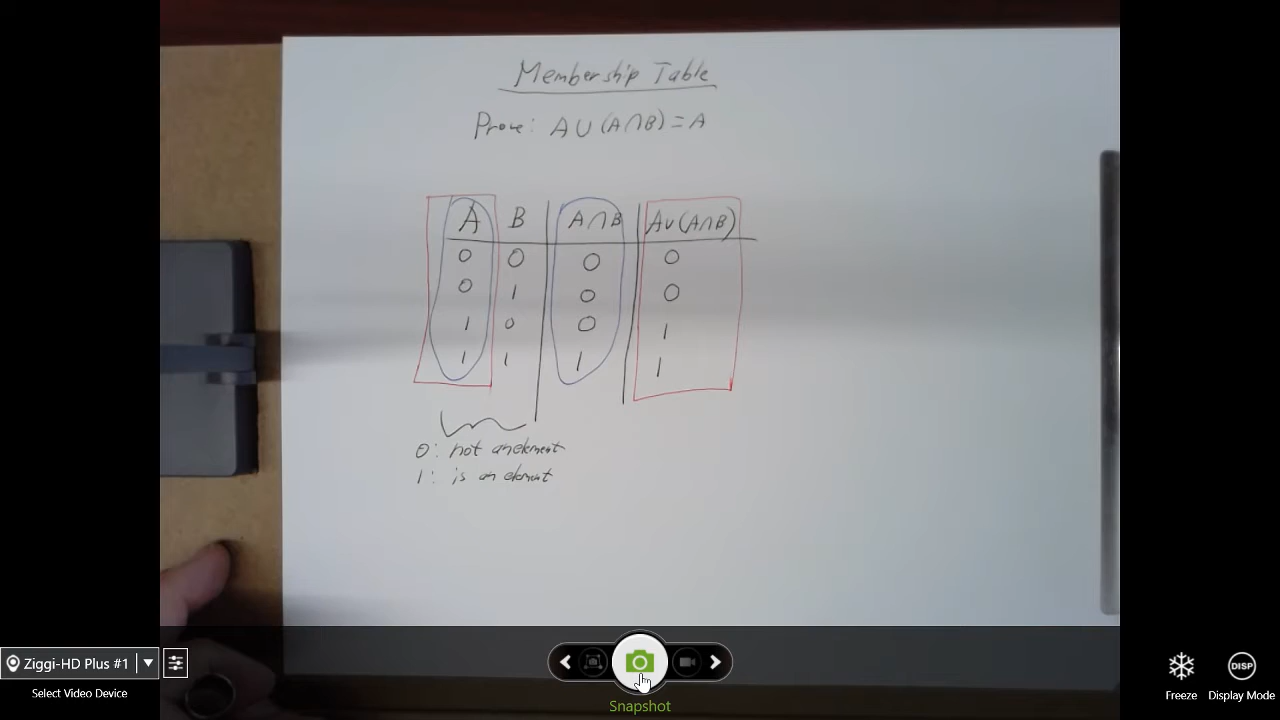 Membership Table
Prove: A∪(A∩B)=A
A B A∩B A∪(A∩B)
0 0 0 0
0 1 0 0
1 0 0 1
1 1 1 1
0: not an element
1: is an element
Ziggi-HD Plus #1
Select Video Device
Snapshot
Freeze
DISP
Display Mode